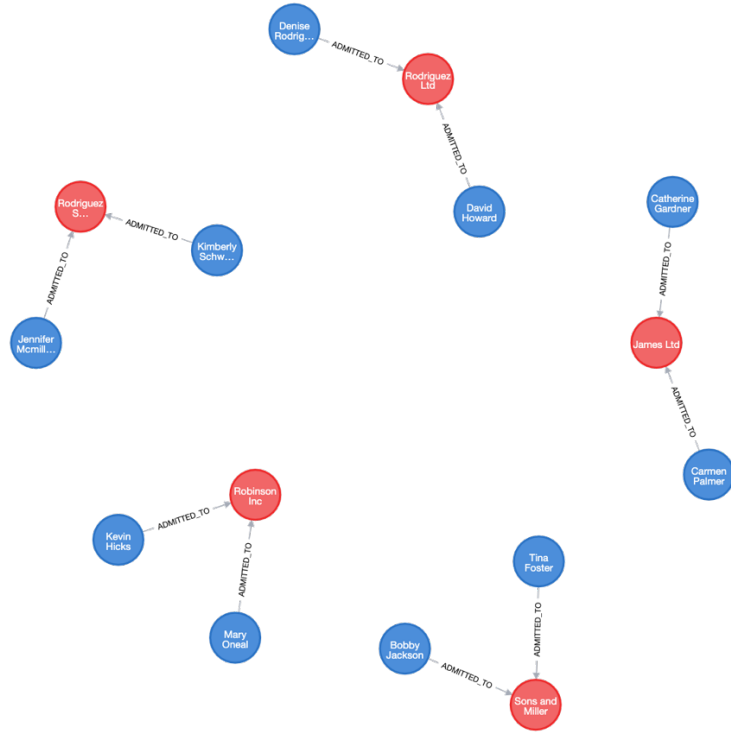 Denise
Rodrig...
ADMITTED_TO
Rodriguez
Ltd
ADMITTED_TO
David
Howard
Rodriguez
S...
ADMITTED_TO
Kimberly
Schw...
ADMITTED_TO
Jennifer
Mcmill...
Catherine
Gardner
ADMITTED_TO
James Ltd
ADMITTED_TO
Carmen
Palmer
Robinson
Inc
ADMITTED_TO
Kevin
Hicks
ADMITTED_TO
Mary
Oneal
Tina
Foster
ADMITTED_TO
Bobby
Jackson
ADMITTED_TO
Sons and
Miller